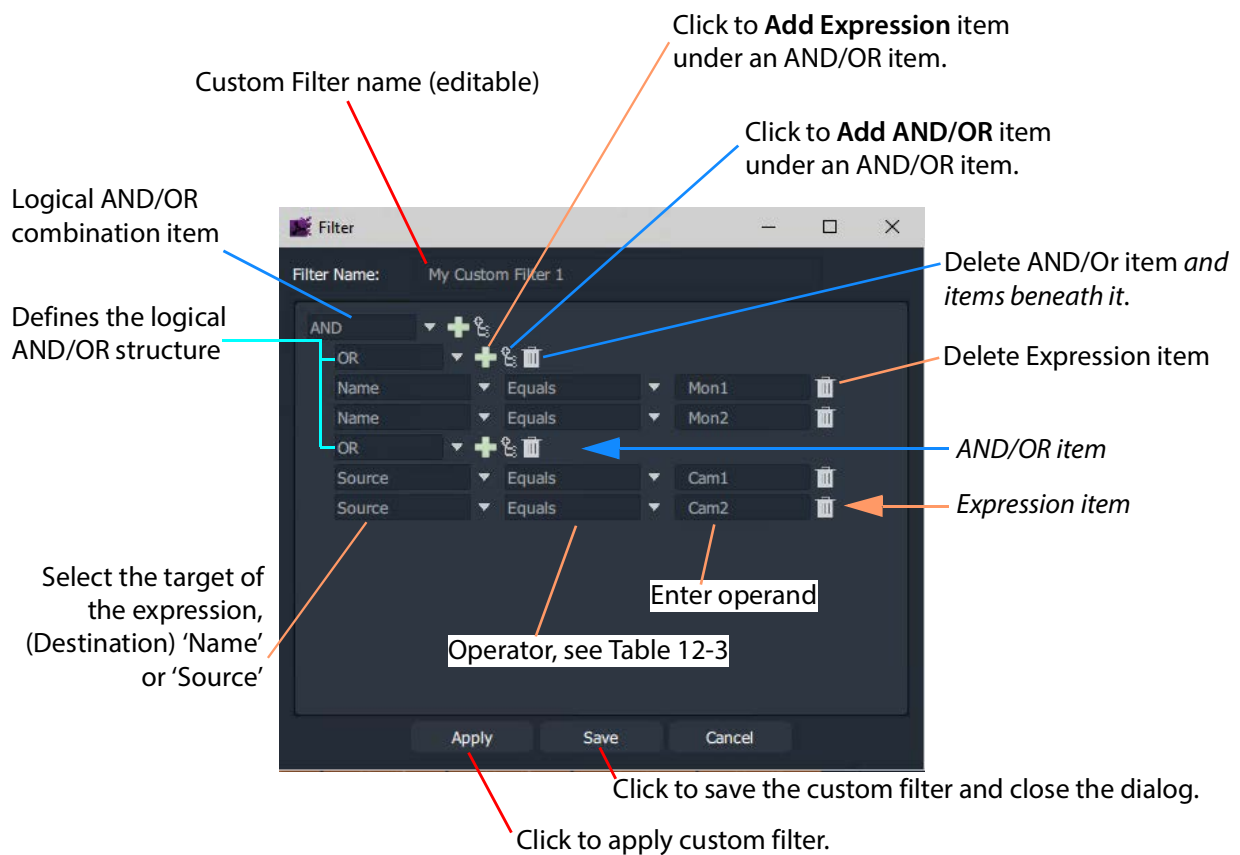 Click to Add Expression item
under an AND/OR item.
Custom Filter name (editable)
Click to Add AND/OR item
under an AND/OR item.
Logical AND/OR
combination item
Filter
Filter Name: My Custom Filter 1
Delete AND/Or item and
items beneath it.
Defines the logical
AND/OR structure
AND
OR
Delete Expression item
Name Equals Mon1
Name Equals Mon2
OR
AND/OR item
Source Equals Cam1
Source Equals Cam2
Expression item
Select the target of
the expression,
(Destination) ‘Name’
or ‘Source’
Enter operand
Operator, see Table 12-3
Apply Save Cancel
Click to save the custom filter and close the dialog.
Click to apply custom filter.